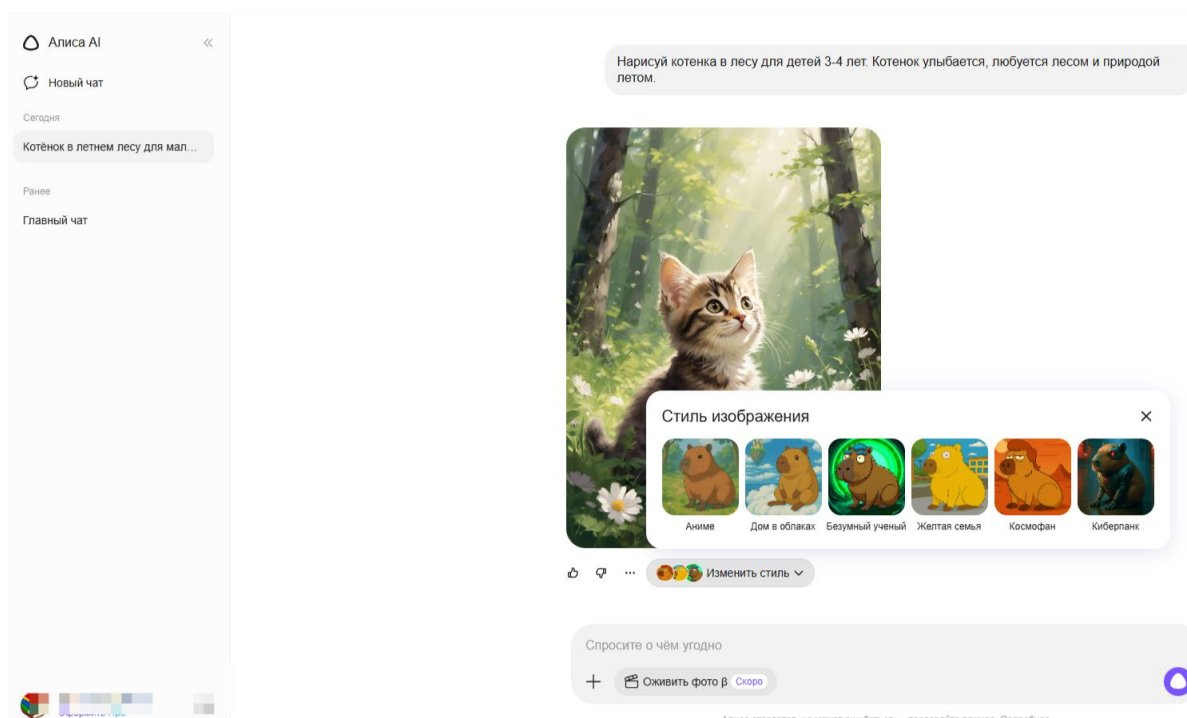 Алиса AI
Новый чат
Сегодня
Котёнок в летнем лесу для мал...
Ранее
Главный чат
Нарисуй котенка в лесу для детей 3-4 лет. Котенок улыбается, любуется лесом и природой
летом.
Стиль изображения
Аниме
Дом в облаках
Безумный ученый
Желтая семья
Космофан
Киберпанк
Изменить стиль
Спросите о чём угодно
Оживить фото β Скоро